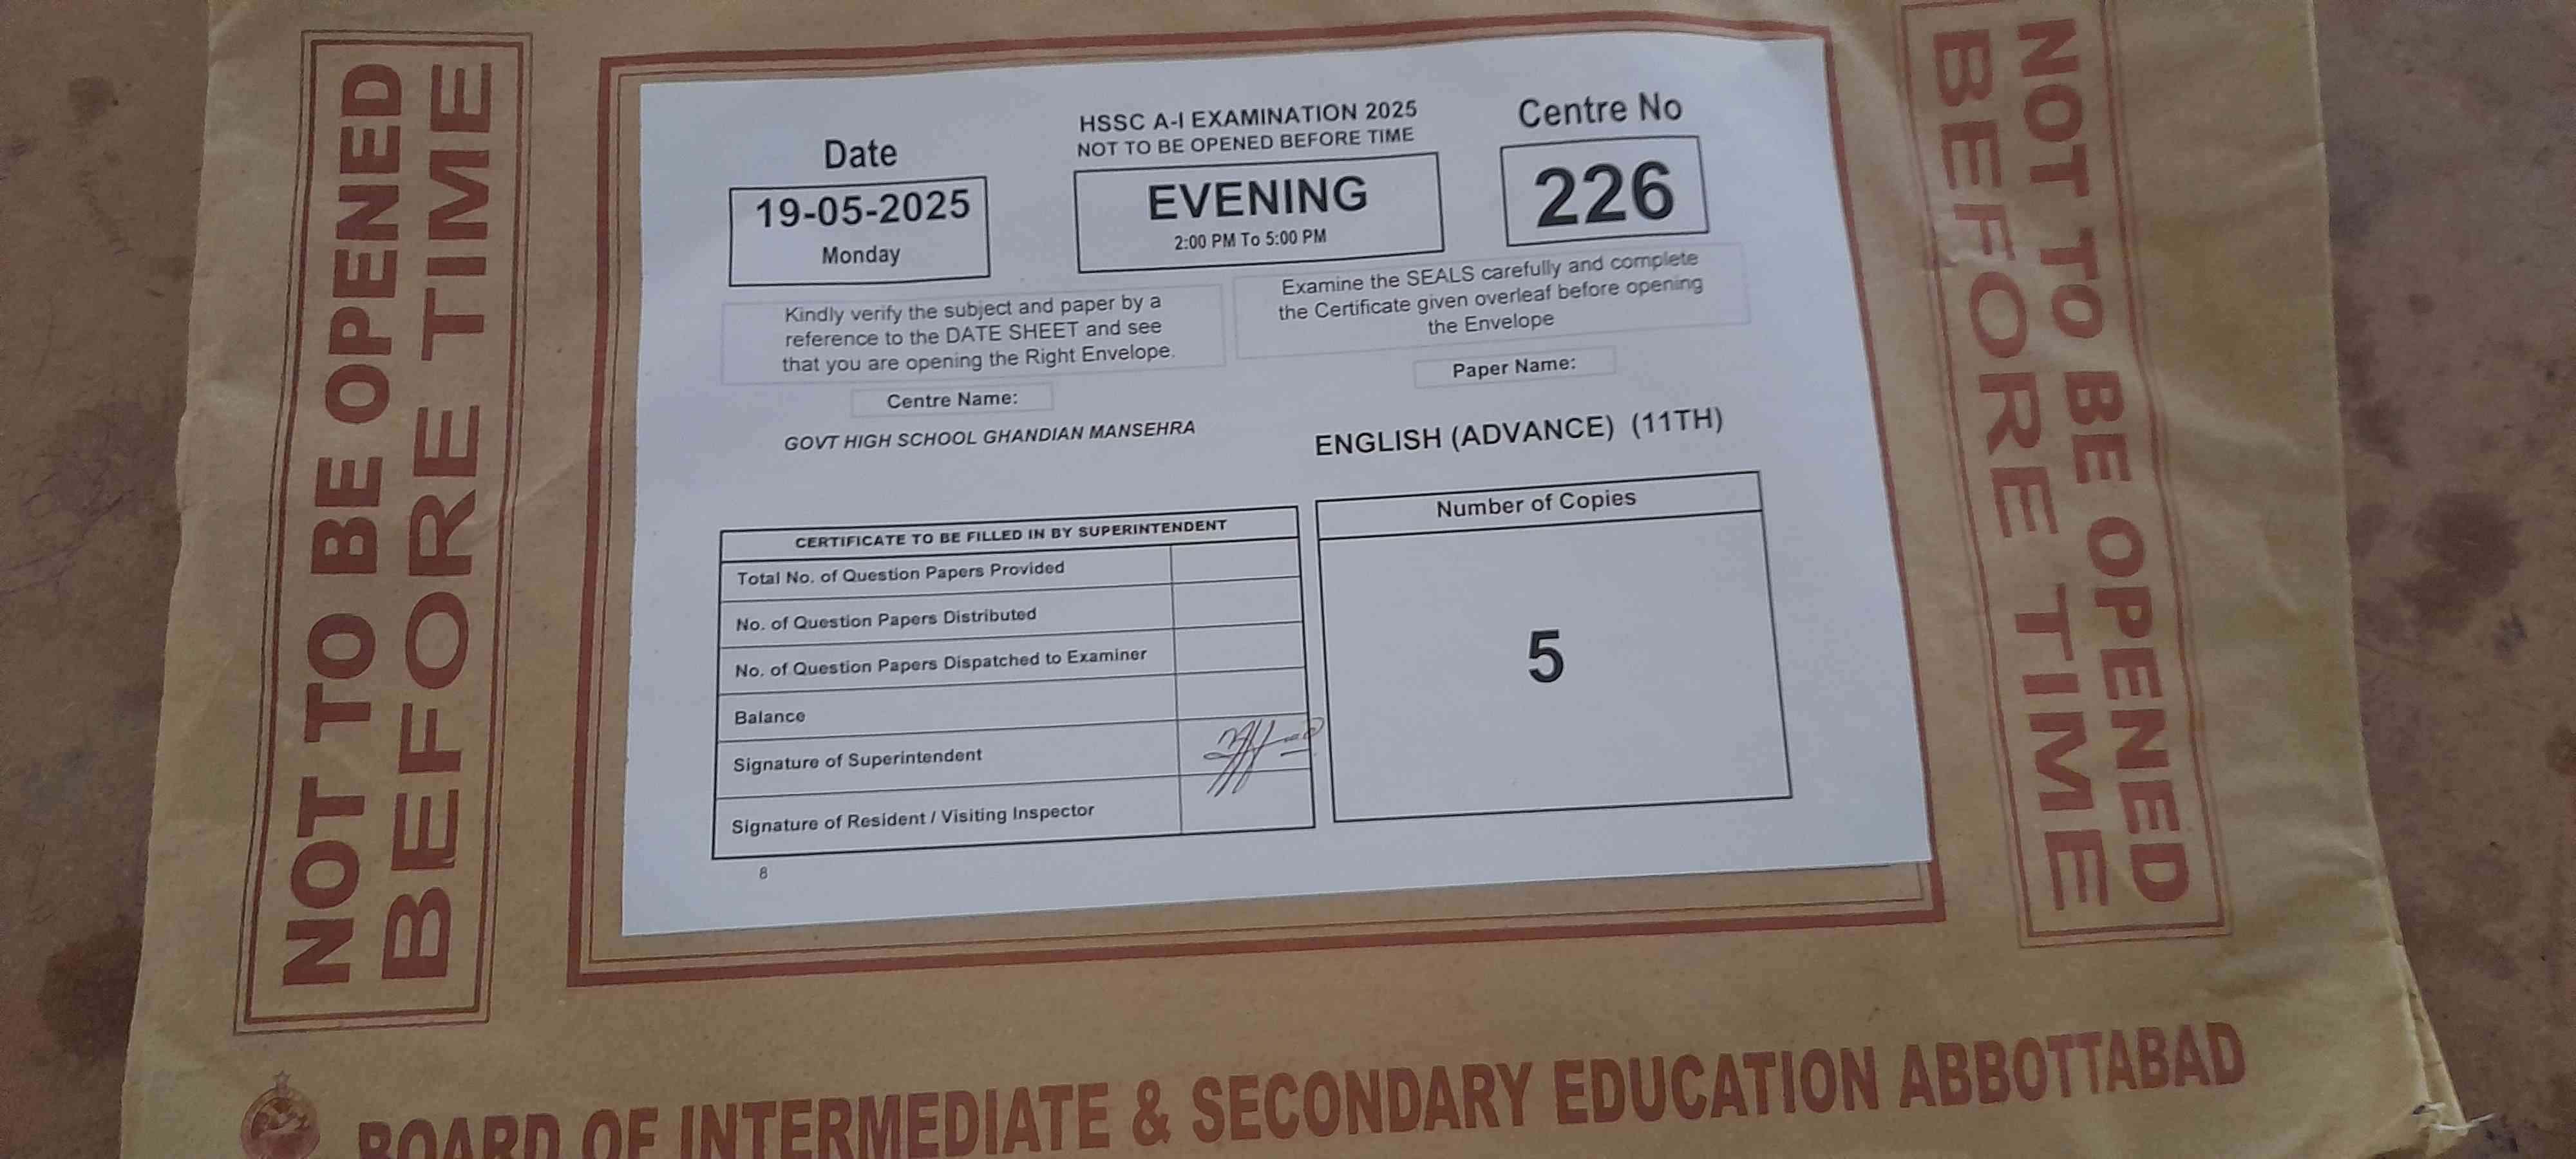 NOT TO BE OPENED
BEFORE TIME
HSSC A-I EXAMINATION 2025
NOT TO BE OPENED BEFORE TIME
Date
19-05-2025
Monday
EVENING
2:00 PM To 5:00 PM
Centre No
226
Kindly verify the subject and paper by a
reference to the DATE SHEET and see
that you are opening the Right Envelope.
Examine the SEALS carefully and complete
the Certificate given overleaf before opening
the Envelope
Centre Name:
GOVT HIGH SCHOOL GHANDIAN MANSEHRA
Paper Name:
ENGLISH (ADVANCE) (11TH)
CERTIFICATE TO BE FILLED IN BY SUPERINTENDENT
Total No. of Question Papers Provided
No. of Question Papers Distributed
No. of Question Papers Dispatched to Examiner
Balance
Signature of Superintendent
Signature of Resident / Visiting Inspector
Number of Copies
5
8
NOT TO BE OPENED
BEFORE TIME
BOARD OF INTERMEDIATE & SECONDARY EDUCATION ABBOTTABAD